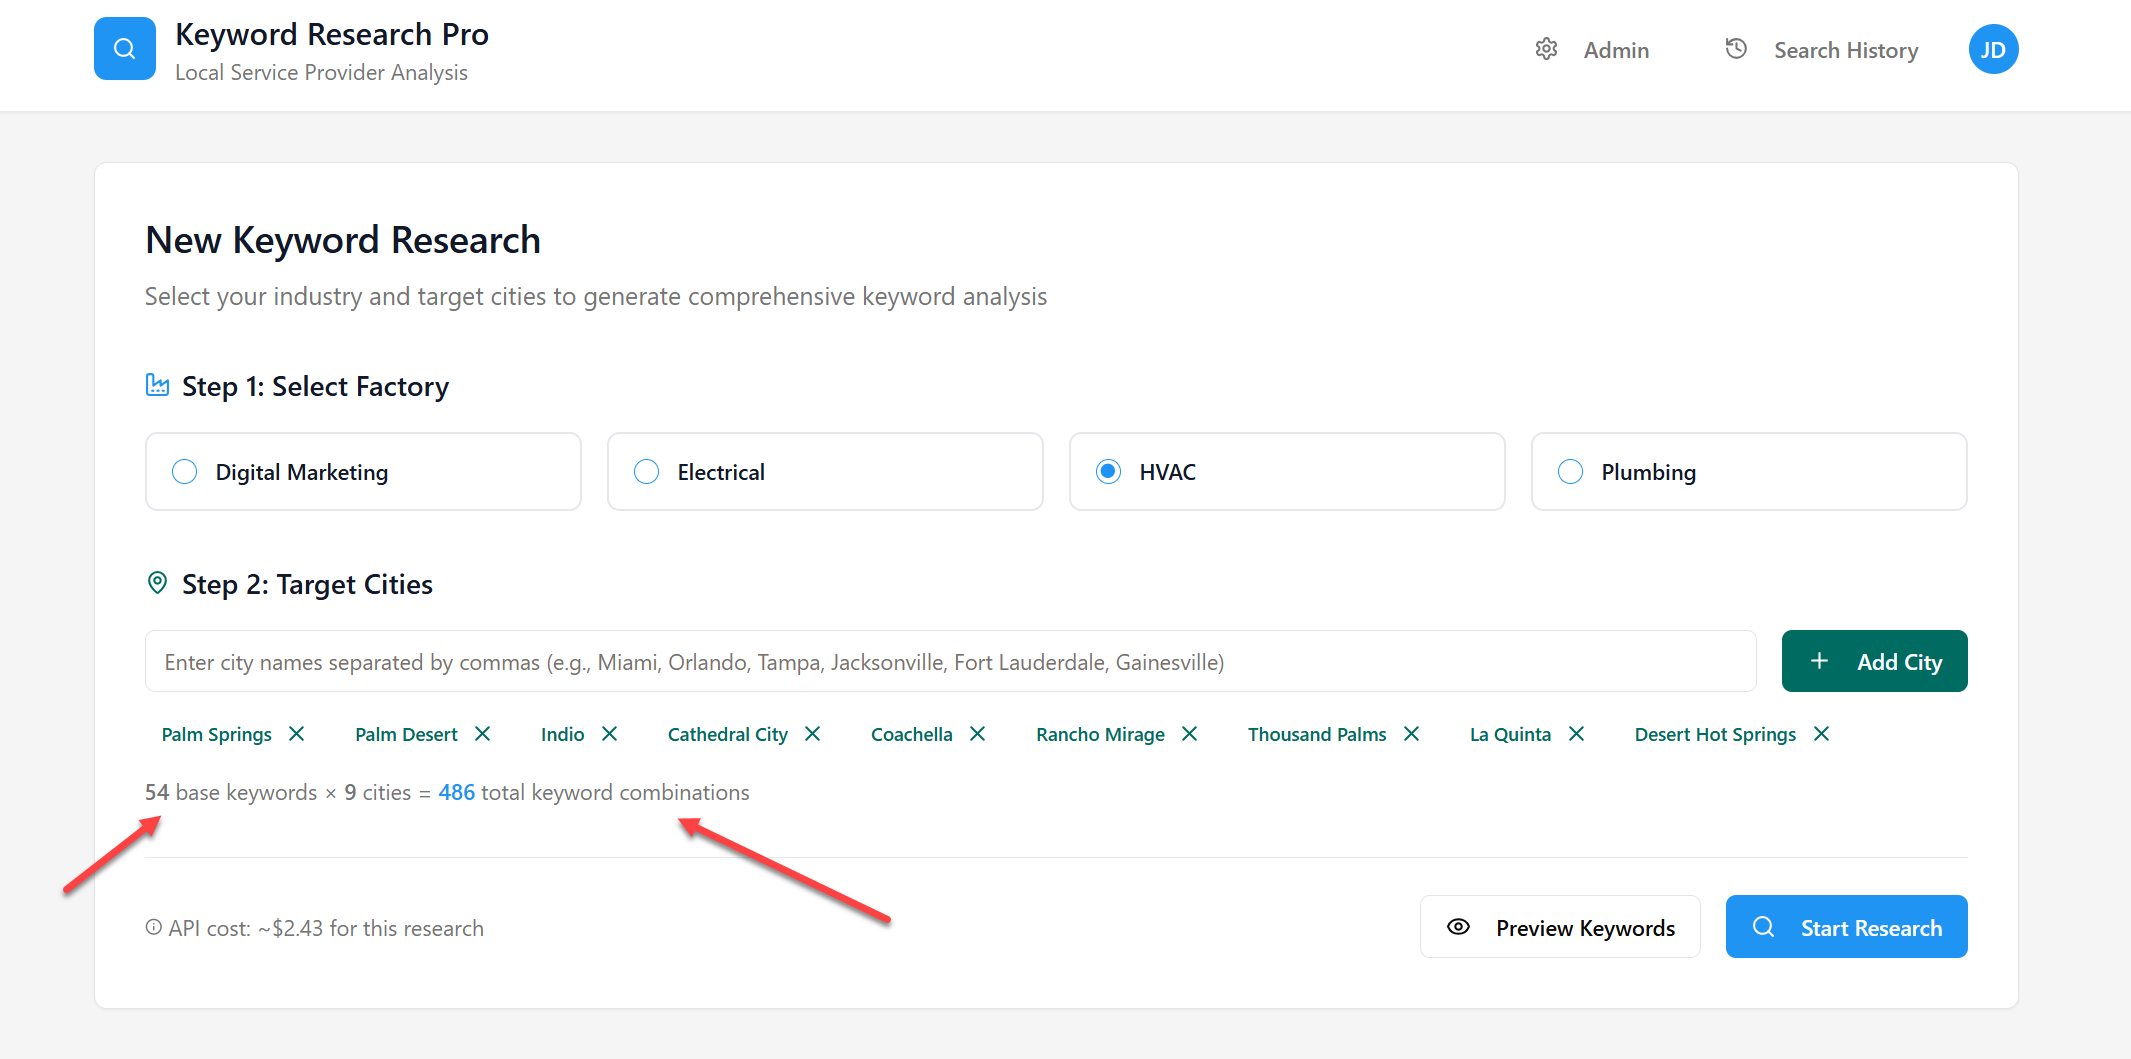 Keyword Research Pro
Local Service Provider Analysis
Admin
Search History
JD
New Keyword Research
Select your industry and target cities to generate comprehensive keyword analysis
Step 1: Select Factory
Digital Marketing
Electrical
HVAC
Plumbing
Step 2: Target Cities
Enter city names separated by commas (e.g., Miami, Orlando, Tampa, Jacksonville, Fort Lauderdale, Gainesville)
+ Add City
Palm Springs × Palm Desert × Indio × Cathedral City × Coachella × Rancho Mirage × Thousand Palms × La Quinta × Desert Hot Springs ×
54 base keywords × 9 cities = 486 total keyword combinations
API cost: ~$2.43 for this research
Preview Keywords
Start Research